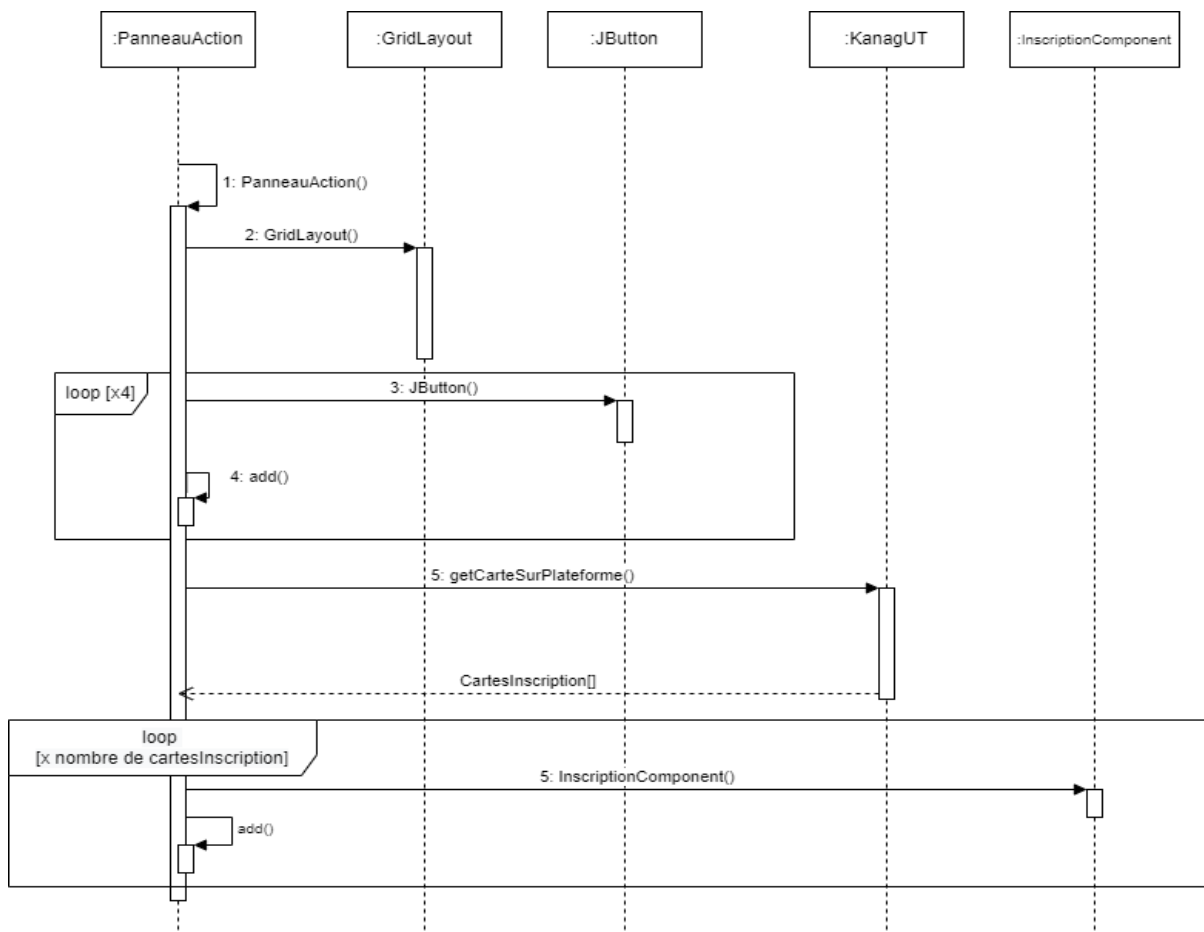 :PanneauAction
:GridLayout
:JButton
:KanagUT
:InscriptionComponent
1: PanneauAction()
2: GridLayout()
loop [x4]
3: JButton()
4: add()
5: getCarteSurPlateforme()
CartesInscription[]
loop
[x nombre de cartesInscription]
5: InscriptionComponent()
add()